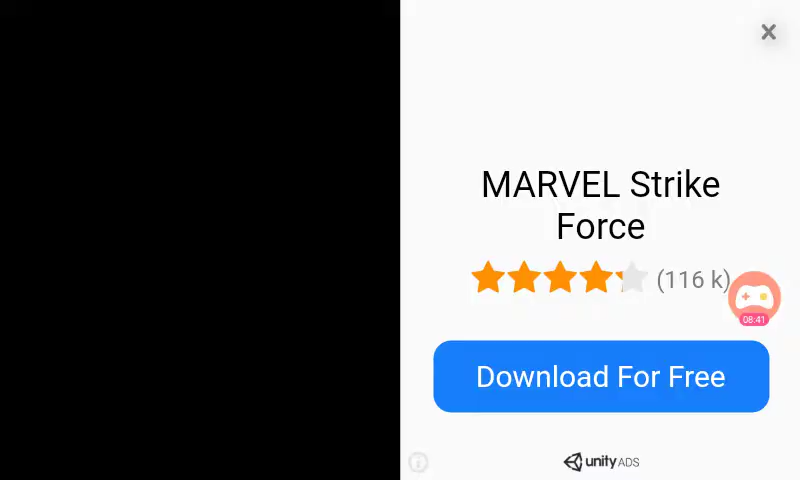 MARVEL Strike
Force
(116 k)
08:41
Download For Free
unity ADS